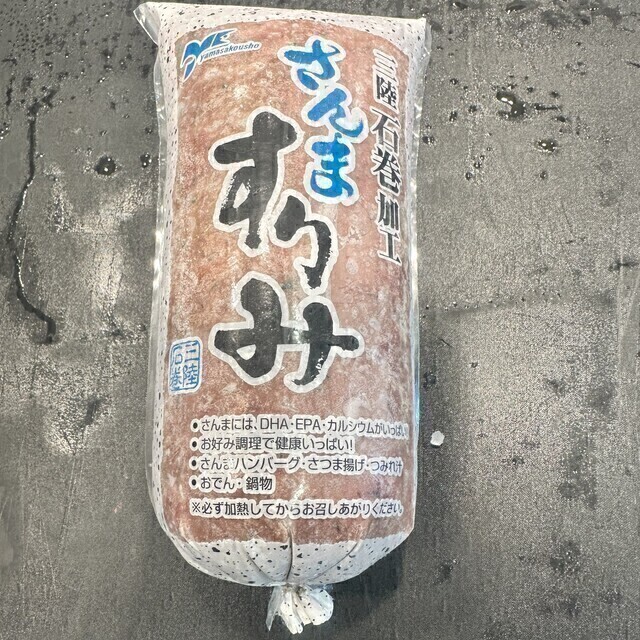 yamasakousho
三陸石巻加工
さんま
すりみ
三陸
石巻
•さんまには、DHA・EPA・カルシウムがいっぱい
•お好み調理で健康いっぱい!
•さんまハンバーグ・さつま揚げ・つみれ汁
•おでん・鍋物
※必ず加熱してからお召しあがりください。